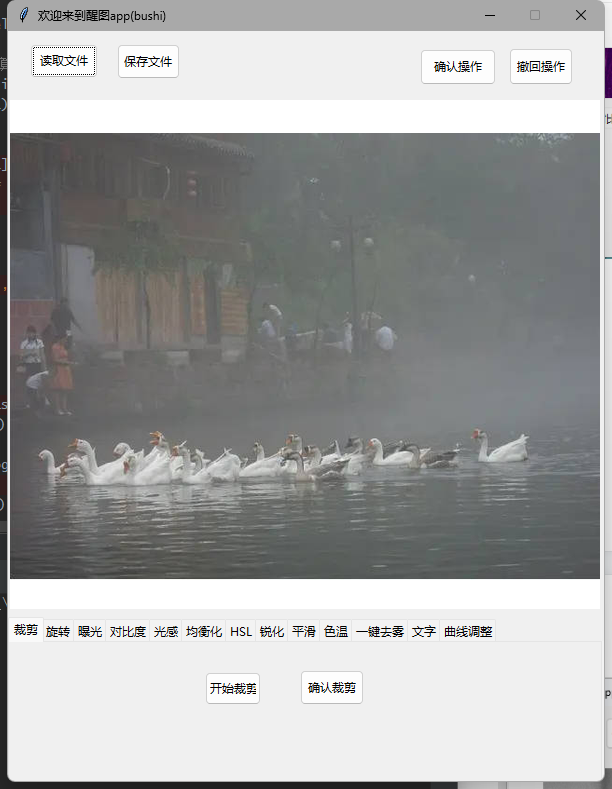 欢迎来到醒图app(bushi)
读取文件 保存文件 确认操作 撤回操作
裁剪 旋转 曝光 对比度 光感 均衡化 HSL 锐化 平滑 色温 一键去雾 文字 曲线调整
开始裁剪 确认裁剪